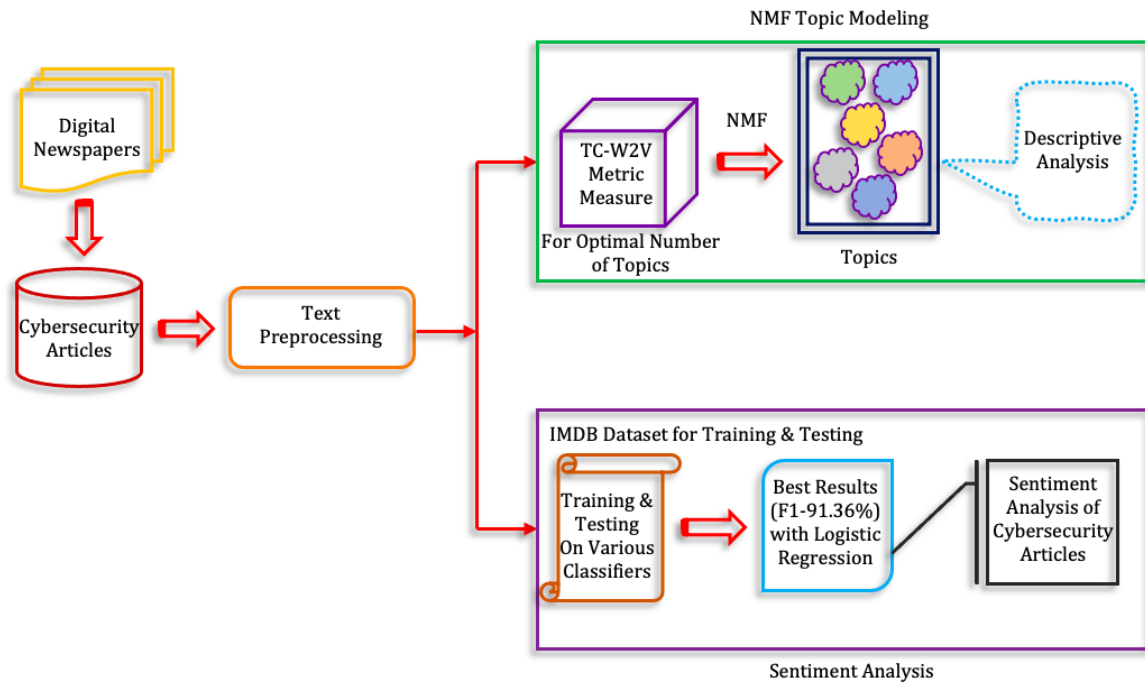 NMF Topic Modeling
Digital
Newspapers
TC-W2V
Metric
Measure
For Optimal Number
of Topics
NMF
Topics
Descriptive
Analysis
Cybersecurity
Articles
Text
Preprocessing
IMDB Dataset for Training & Testing
Training &
Testing
On Various
Classifiers
Best Results
(F1-91.36%)
with Logistic
Regression
Sentiment
Analysis of
Cybersecurity
Articles
Sentiment Analysis